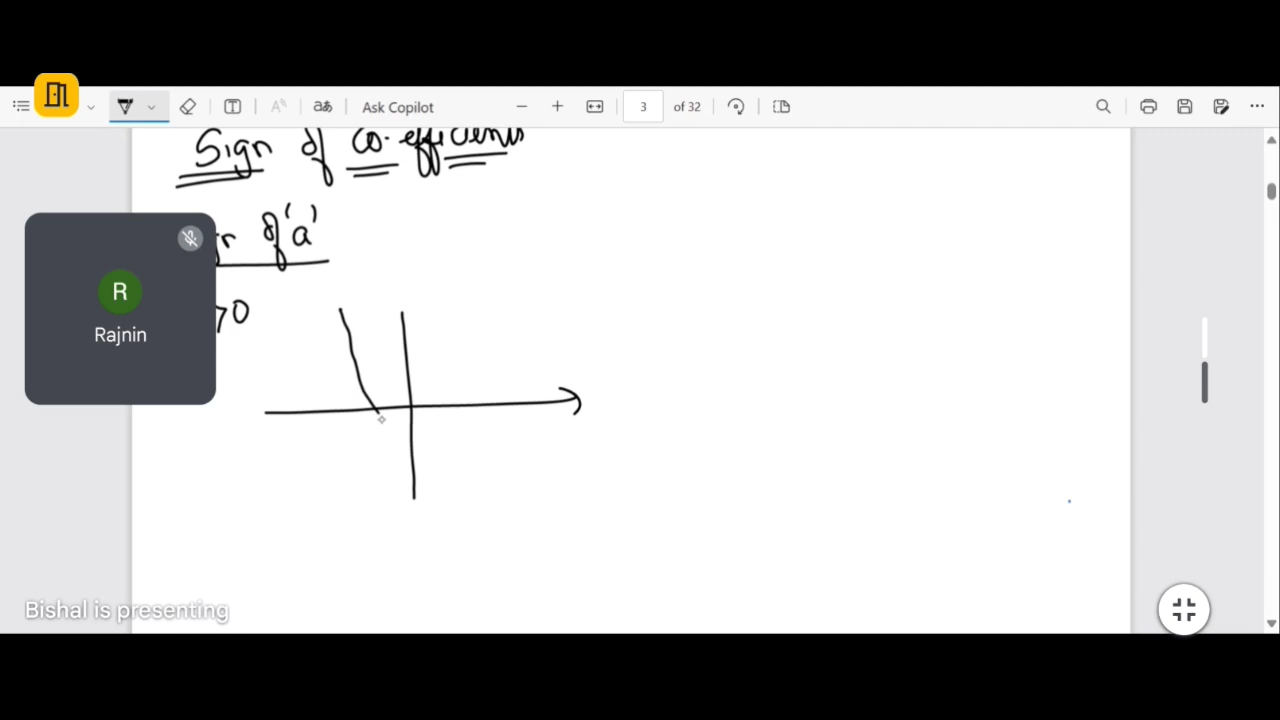 Ask Copilot
3 of 32
Sign of co-efficients
of 'a'
>0
R
Rajnin
Bishal is presenting